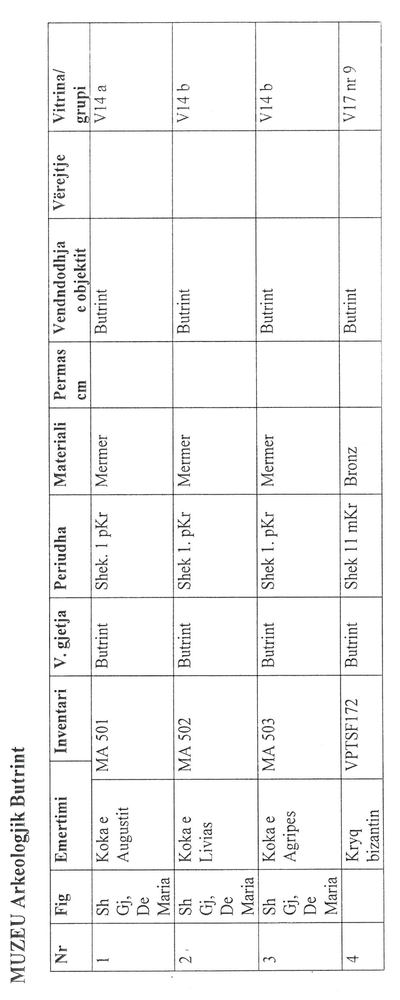 MUZEU Arkeologjik Butrint
Nr Fig Emertimi Inventari V. gjetja Periudha Materiali Permas Vendndodhja Vërejtje Vitrina/
cm e objektit grupi
1 Sh Koka e MA 501 Butrint Shek. 1 pKr Mermer Butrint V14 a
Gj, Augustit
De
Maria
2 Sh Koka e MA 502 Butrint Shek 1. pKr Mermer Butrint V14 b
Gj, Livias
De
Maria
3 Sh Koka e MA 503 Butrint Shek 1. pKr Mermer Butrint V14 b
Gj, Agripes
De
Maria
4 Kryq VPTSF172 Butrint Shek 11 mKr Bronz Butrint V17 nr 9
bizantin